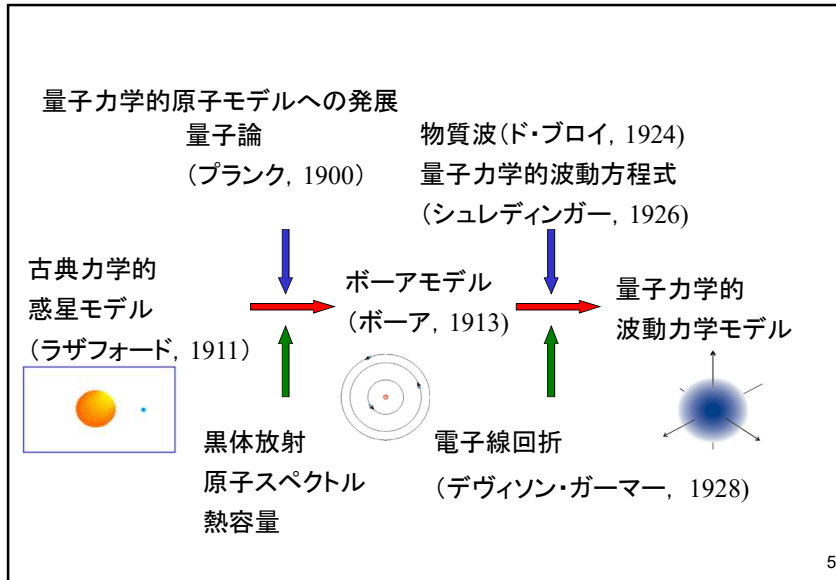 量子力学的原子モデルへの発展
量子論
(プランク, 1900)
物質波(ド・ブロイ, 1924)
量子力学的波動方程式
(シュレディンガー, 1926)
古典力学的
惑星モデル
(ラザフォード, 1911)
ボーアモデル
(ボーア, 1913)
量子力学的
波動力学モデル
黒体放射
原子スペクトル
熱容量
電子線回折
(デヴィソン・ガーマー, 1928)
5